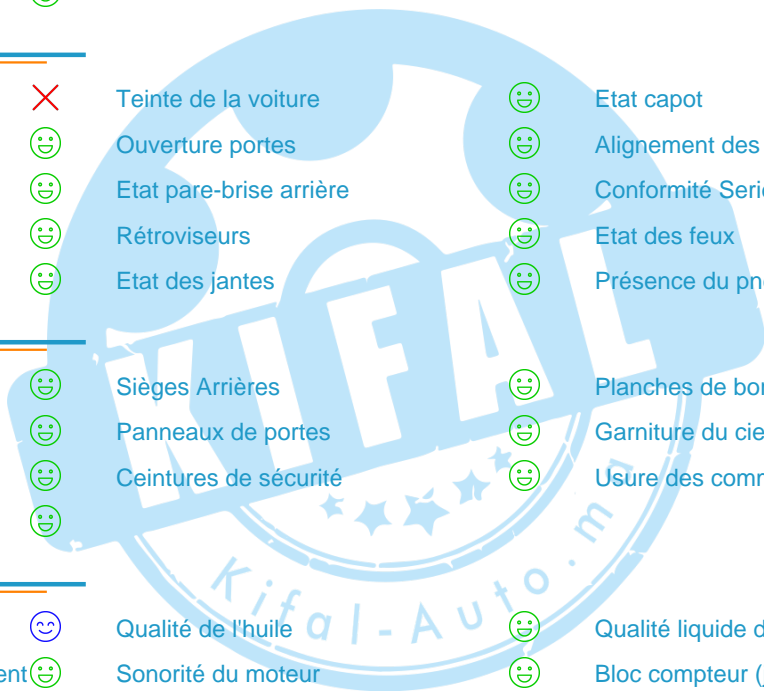 Teinte de la voiture Etat capot
Ouverture portes Alignement des
Etat pare-brise arrière Conformité Seri
Rétroviseurs Etat des feux
Etat des jantes Présence du pn
KIFAL
Sièges Arrières Planches de bor
Panneaux de portes Garniture du cie
Ceintures de sécurité Usure des comm
Kifal-Auto.m
Qualité de l'huile Qualité liquide d
ent Sonorité du moteur Bloc compteur (